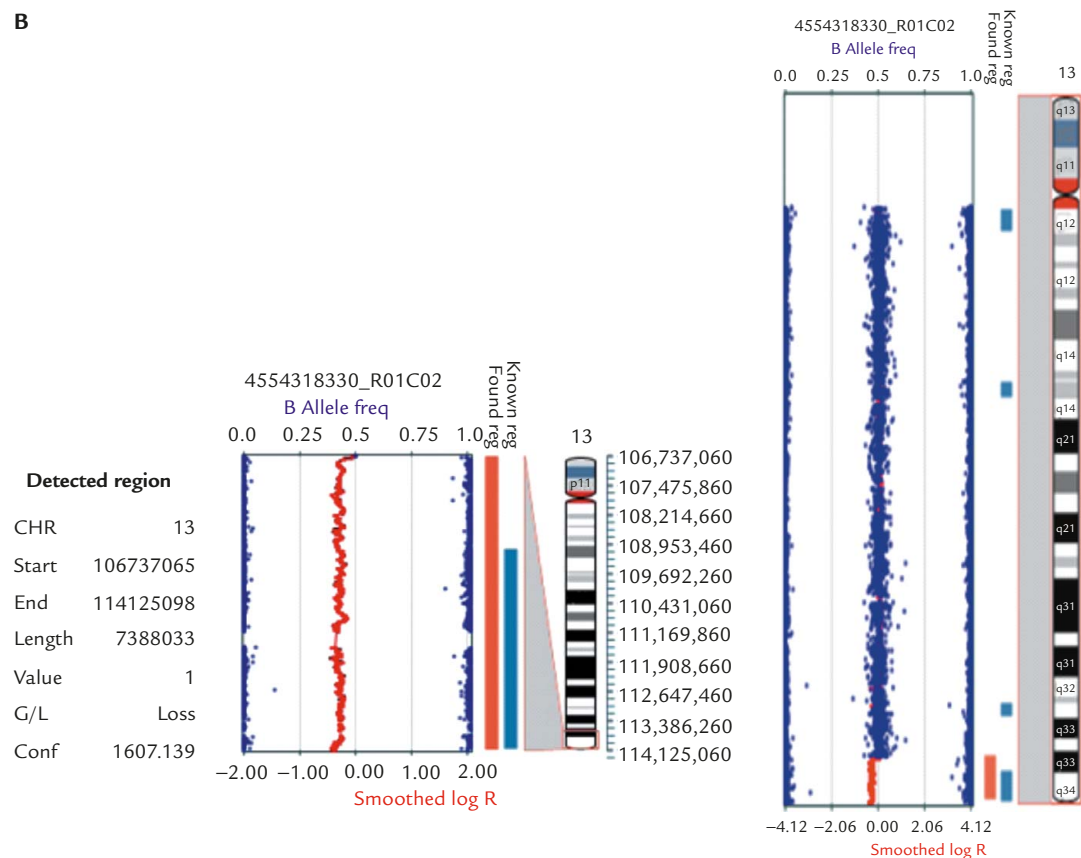 B
4554318330_R01C02
B Allele freq
0.0 0.25 0.5 0.75 1.0
Found reg
Known reg
13
q13
q11
q12
q12
q14
q14
q21
q21
q31
q31
q32
q33
q33
q34
−4.12 −2.06 0.00 2.06 4.12
Smoothed log R
4554318330_R01C02
B Allele freq
0.0 0.25 0.5 0.75 1.0
Found reg
Known reg
13
p11
106,737,060
107,475,860
108,214,660
108,953,460
109,692,260
110,431,060
111,169,860
111,908,660
112,647,460
113,386,260
114,125,060
−2.00 −1.00 0.00 1.00 2.00
Smoothed log R
Detected region
CHR 13
Start 106737065
End 114125098
Length 7388033
Value 1
G/L Loss
Conf 1607.139